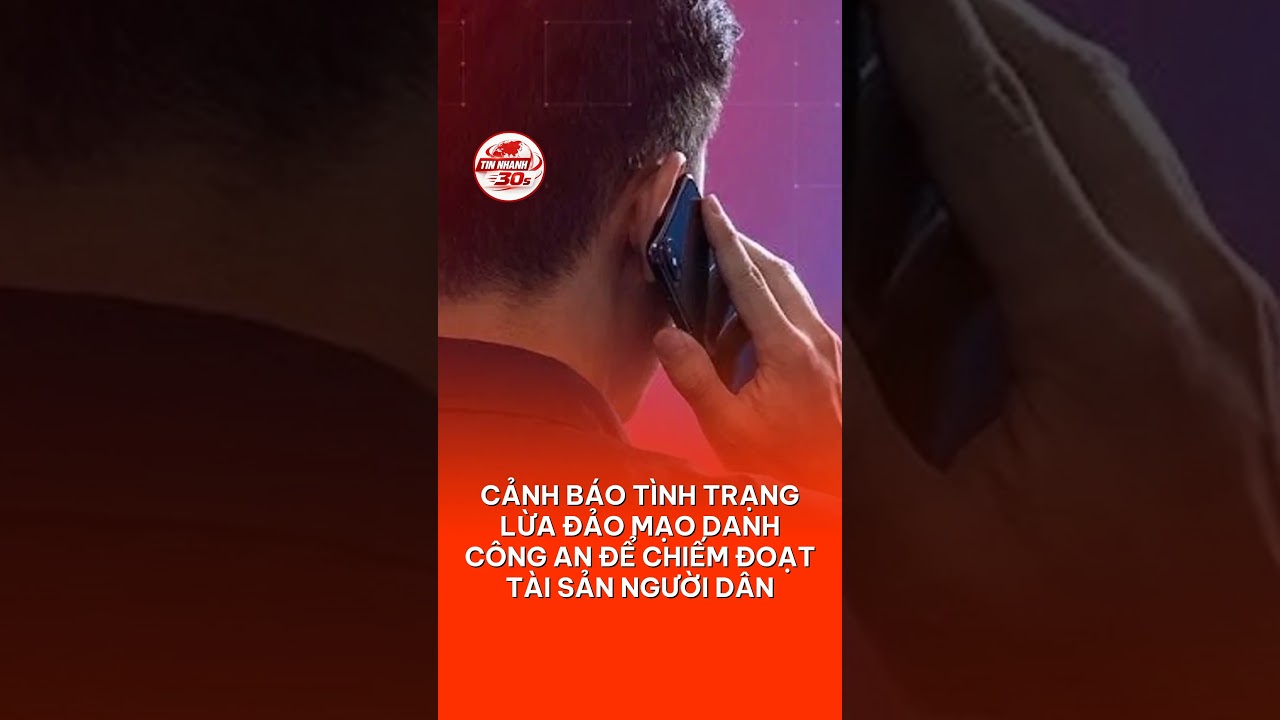 TIN NHANH
30s
CẢNH BÁO TÌNH TRẠNG
LỪA ĐẢO MẠO DANH
CÔNG AN ĐỂ CHIẾM ĐOẠT
TÀI SẢN NGƯỜI DÂN